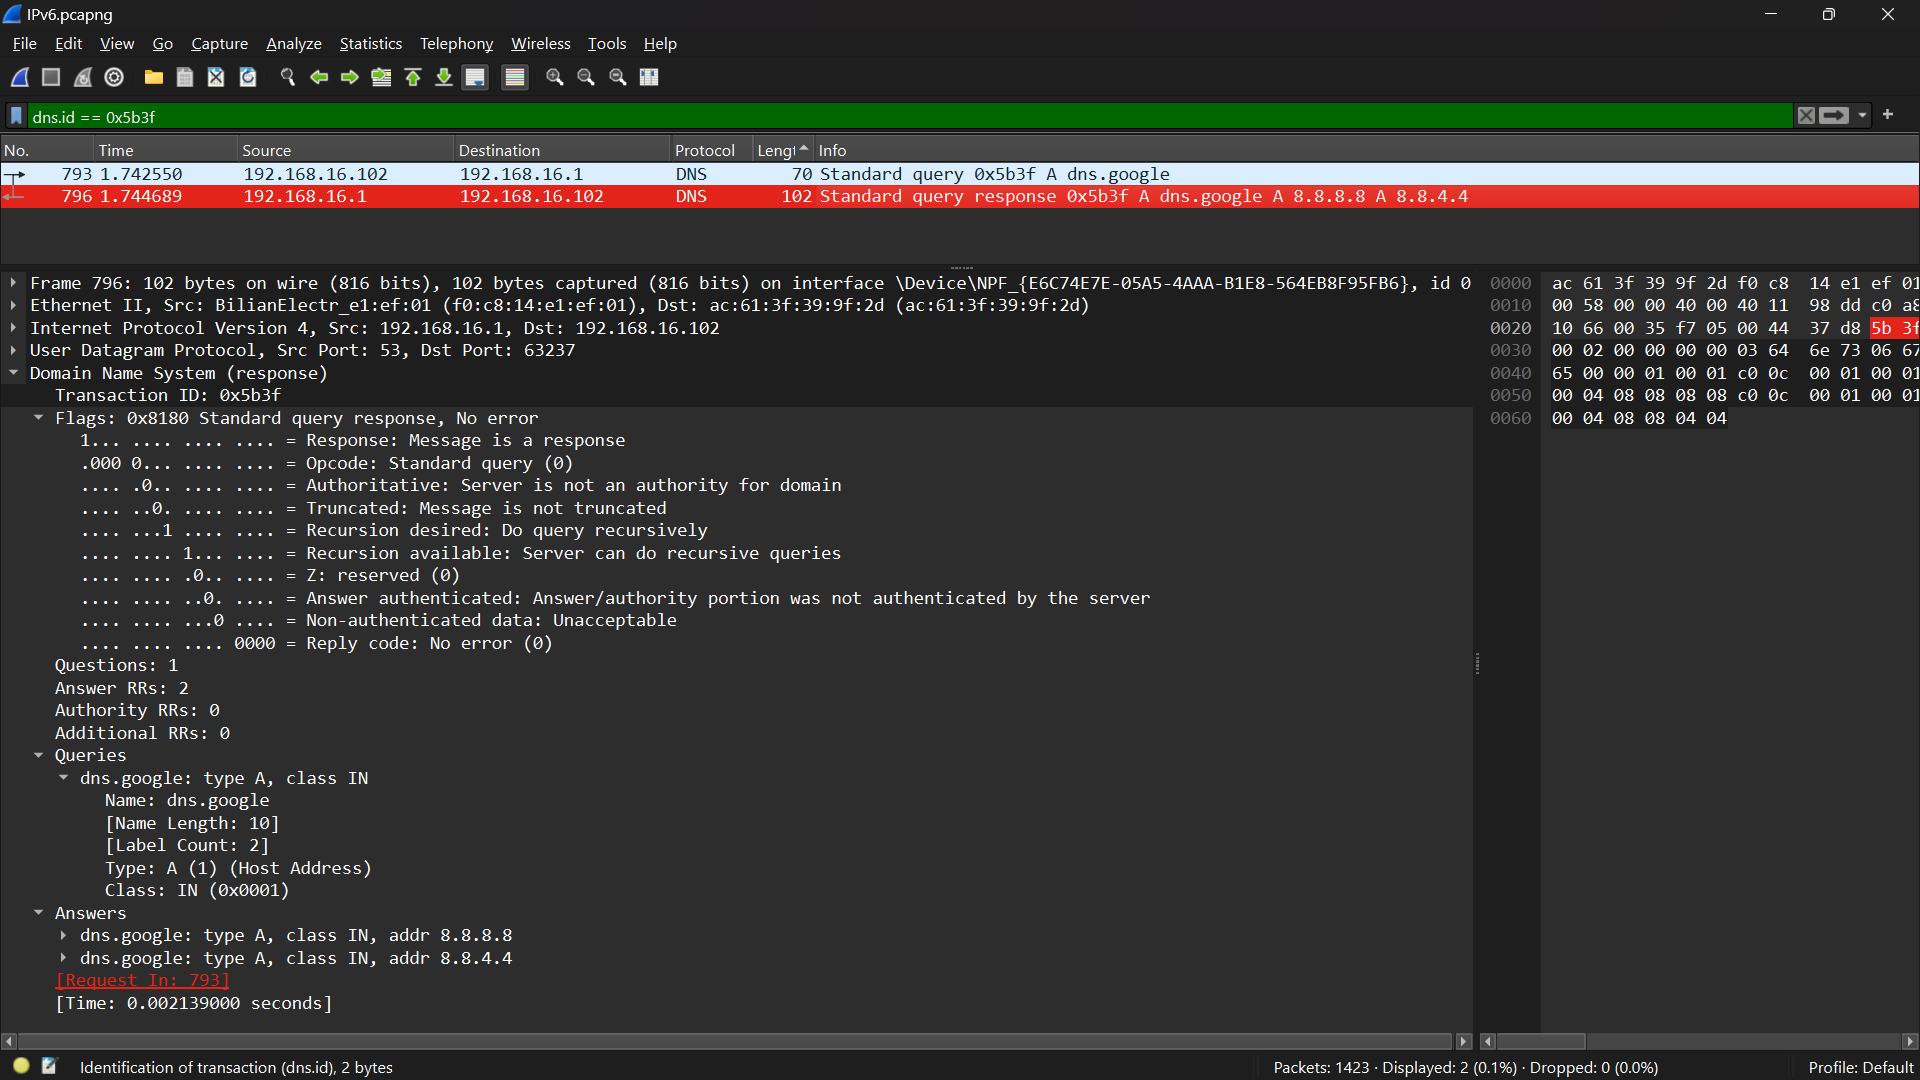 IPv6.pcapng
File Edit View Go Capture Analyze Statistics Telephony Wireless Tools Help
dns.id == 0x5b3f
No. Time Source Destination Protocol Lengt Info
793 1.742550 192.168.16.102 192.168.16.1 DNS 70 Standard query 0x5b3f A dns.google
796 1.744689 192.168.16.1 192.168.16.102 DNS 102 Standard query response 0x5b3f A dns.google A 8.8.8.8 A 8.8.4.4
Frame 796: 102 bytes on wire (816 bits), 102 bytes captured (816 bits) on interface \Device\NPF_{E6C74E7E-05A5-4AAA-B1E8-564EB8F95FB6}, id 0
Ethernet II, Src: BilianElectr_e1:ef:01 (f0:c8:14:e1:ef:01), Dst: ac:61:3f:39:9f:2d (ac:61:3f:39:9f:2d)
Internet Protocol Version 4, Src: 192.168.16.1, Dst: 192.168.16.102
User Datagram Protocol, Src Port: 53, Dst Port: 63237
Domain Name System (response)
Transaction ID: 0x5b3f
Flags: 0x8180 Standard query response, No error
1... .... .... .... = Response: Message is a response
.000 0... .... .... = Opcode: Standard query (0)
.... .0.. .... .... = Authoritative: Server is not an authority for domain
.... ..0. .... .... = Truncated: Message is not truncated
.... ...1 .... .... = Recursion desired: Do query recursively
.... .... 1... .... = Recursion available: Server can do recursive queries
.... .... .0.. .... = Z: reserved (0)
.... .... ..0. .... = Answer authenticated: Answer/authority portion was not authenticated by the server
.... .... ...0 .... = Non-authenticated data: Unacceptable
.... .... .... 0000 = Reply code: No error (0)
Questions: 1
Answer RRs: 2
Authority RRs: 0
Additional RRs: 0
Queries
dns.google: type A, class IN
Name: dns.google
[Name Length: 10]
[Label Count: 2]
Type: A (1) (Host Address)
Class: IN (0x0001)
Answers
dns.google: type A, class IN, addr 8.8.8.8
dns.google: type A, class IN, addr 8.8.4.4
[Request In: 793]
[Time: 0.002139000 seconds]
0000 ac 61 3f 39 9f 2d f0 c8 14 e1 ef 01
0010 00 58 00 00 40 00 40 11 98 dd c0 a8
0020 10 66 00 35 f7 05 00 44 37 d8 5b 3f
0030 00 02 00 00 00 00 03 64 6e 73 06 67
0040 65 00 00 01 00 01 c0 0c 00 01 00 01
0050 00 04 08 08 08 08 c0 0c 00 01 00 01
0060 00 04 08 08 04 04
Identification of transaction (dns.id), 2 bytes
Packets: 1423 · Displayed: 2 (0.1%) · Dropped: 0 (0.0%)
Profile: Default